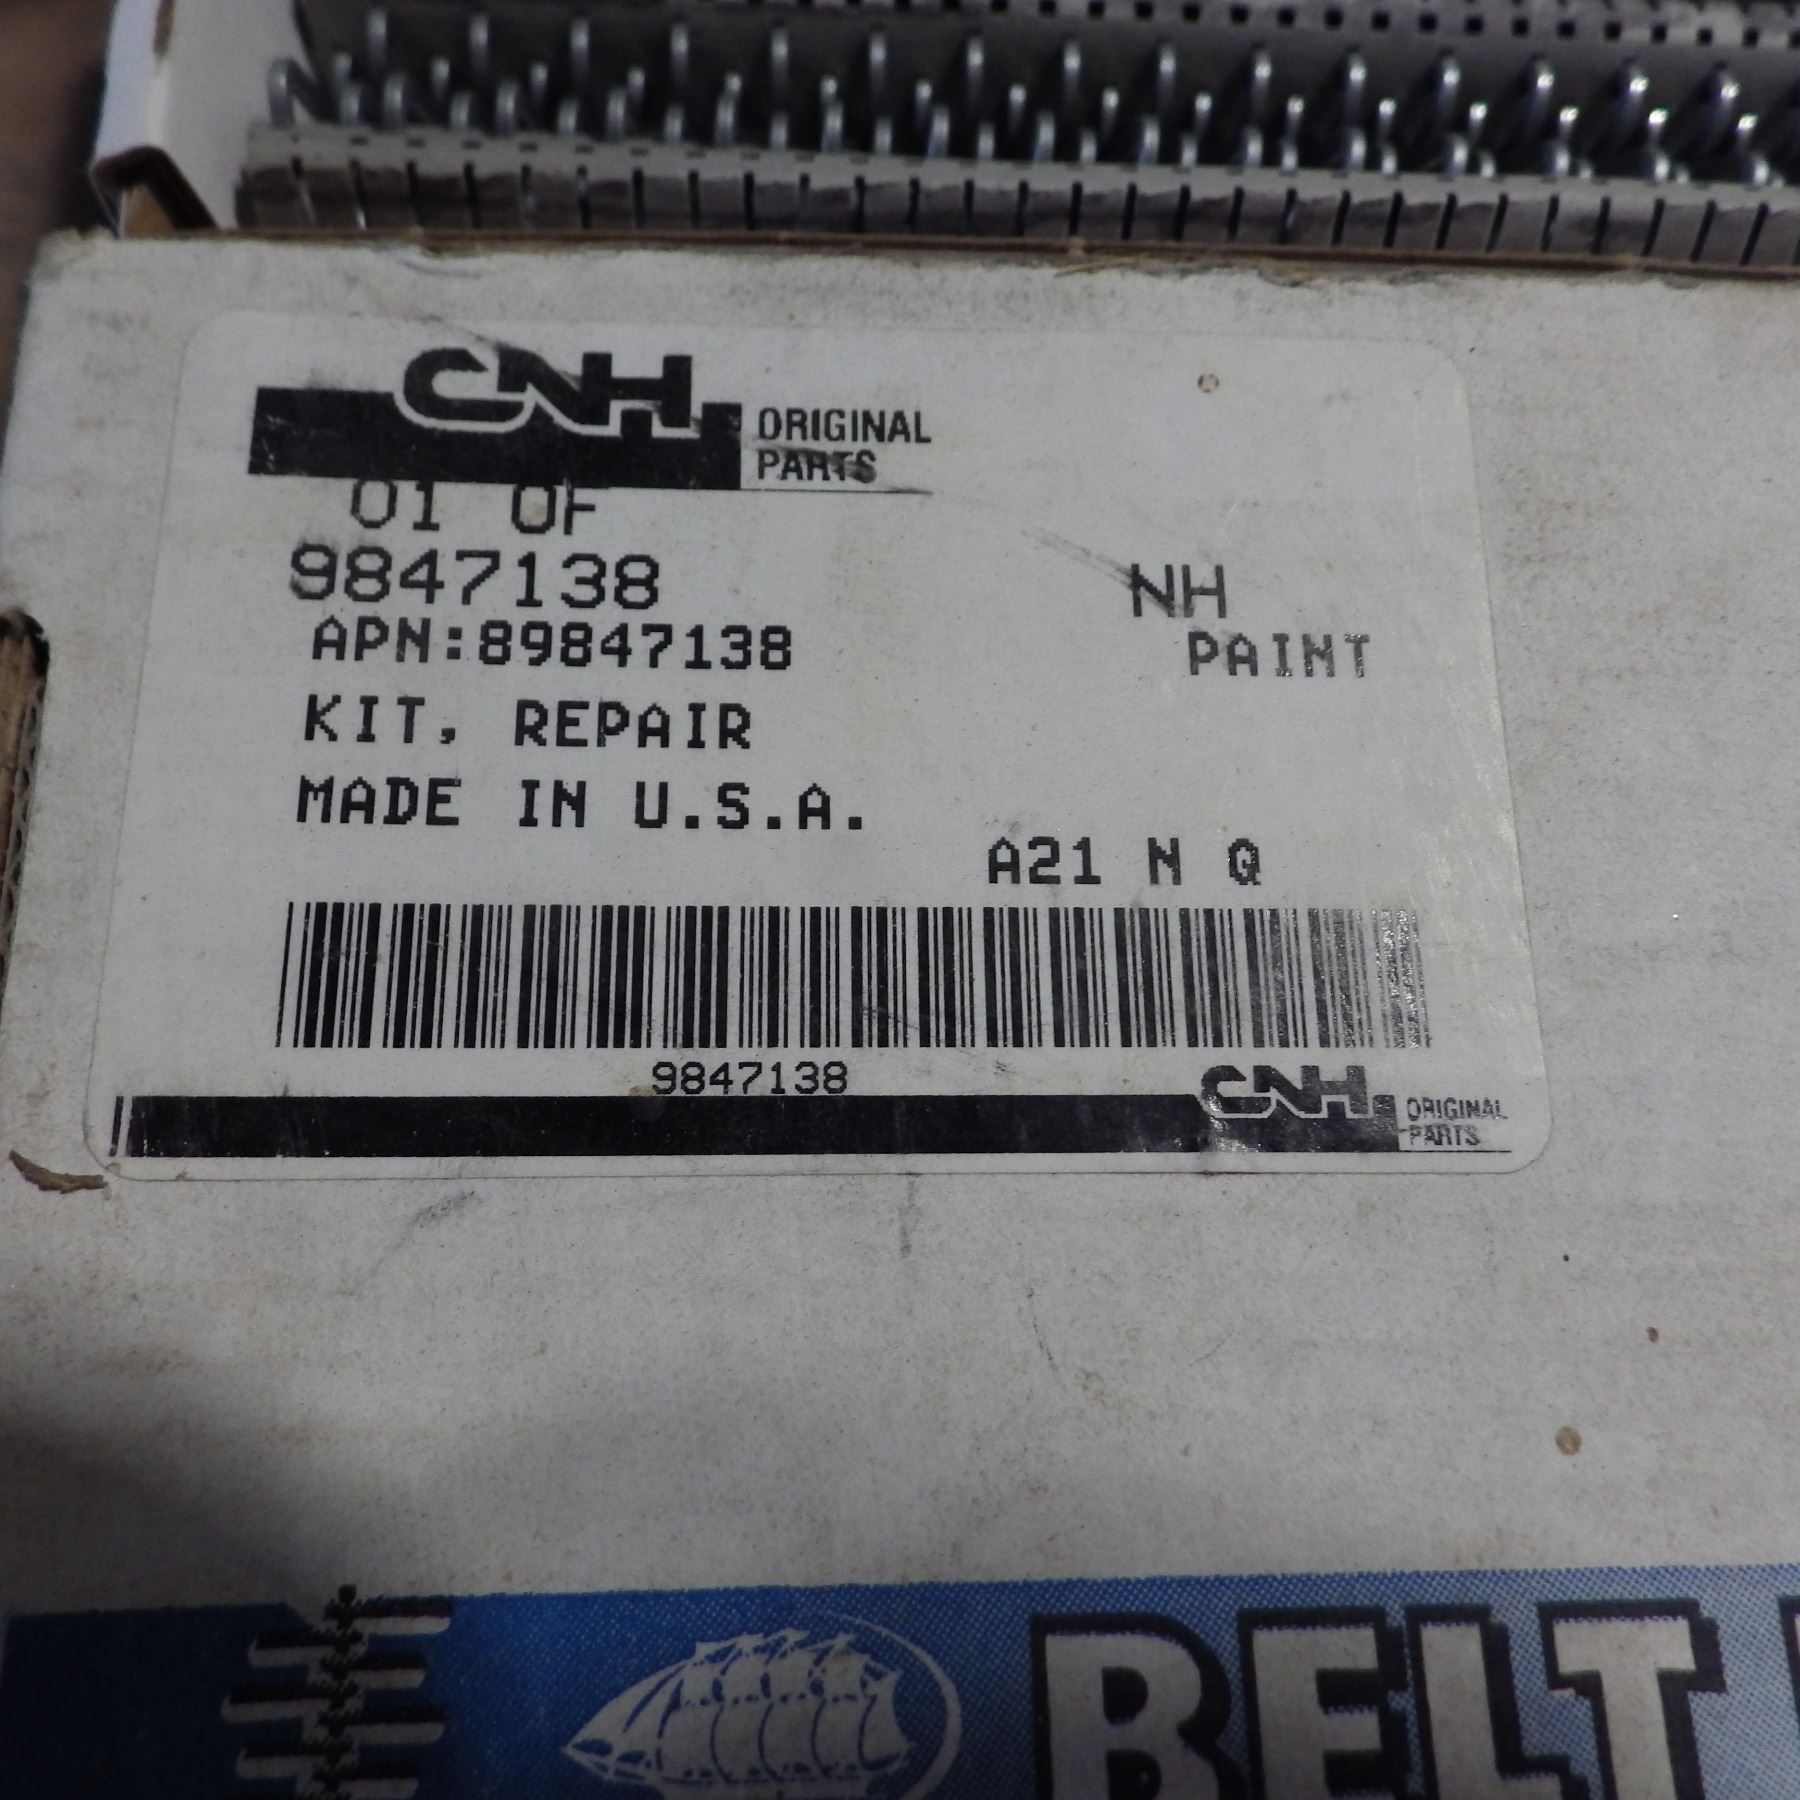 CNH ORIGINAL
PARTS
01 OF
9847138
NH
APN:89847138
PAINT
KIT, REPAIR
MADE IN U.S.A.
A21 N Q
9847138
CNH ORIGINAL
PARTS
BELT